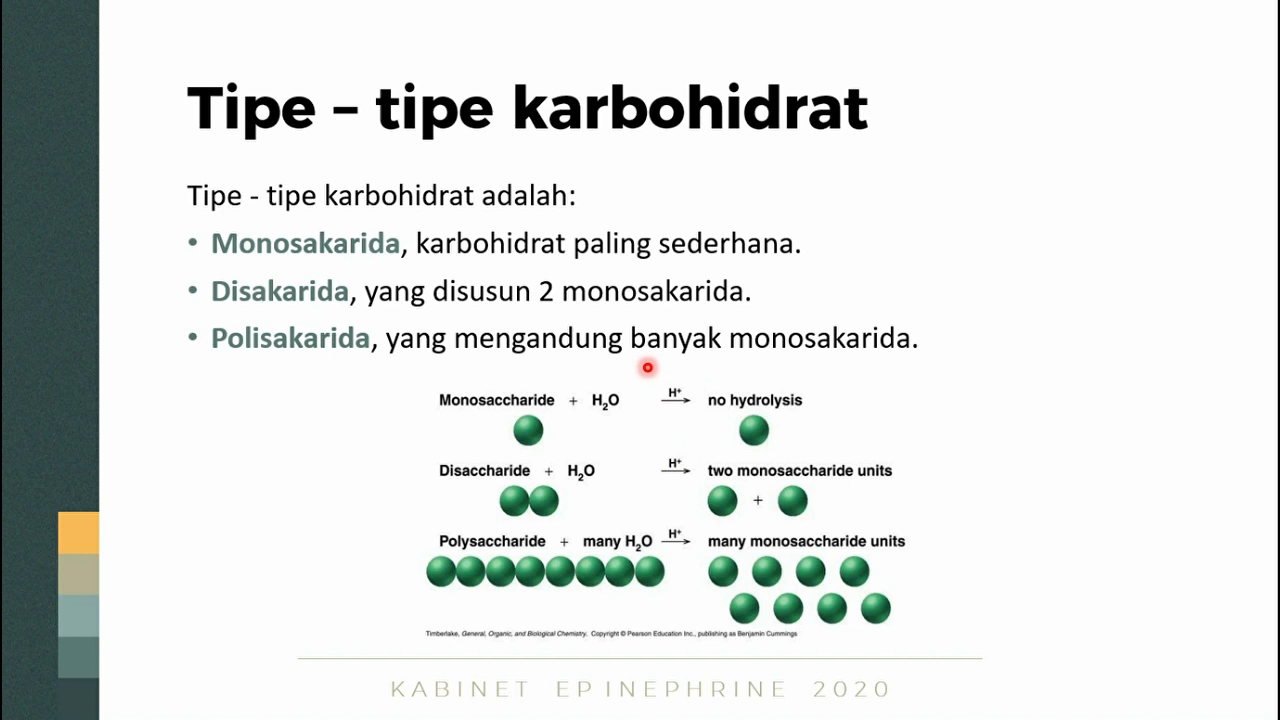 Tipe – tipe karbohidrat
Tipe - tipe karbohidrat adalah:
• Monosakarida, karbohidrat paling sederhana.
• Disakarida, yang disusun 2 monosakarida.
• Polisakarida, yang mengandung banyak monosakarida.
Monosaccharide + H₂O H⁺ → no hydrolysis
Disaccharide + H₂O H⁺ → two monosaccharide units
+
Polysaccharide + many H₂O H⁺ → many monosaccharide units
Timberlake, General, Organic, and Biological Chemistry. Copyright © Pearson Education Inc., publishing as Benjamin Cummings
KABINET EPINEPHRINE 2020